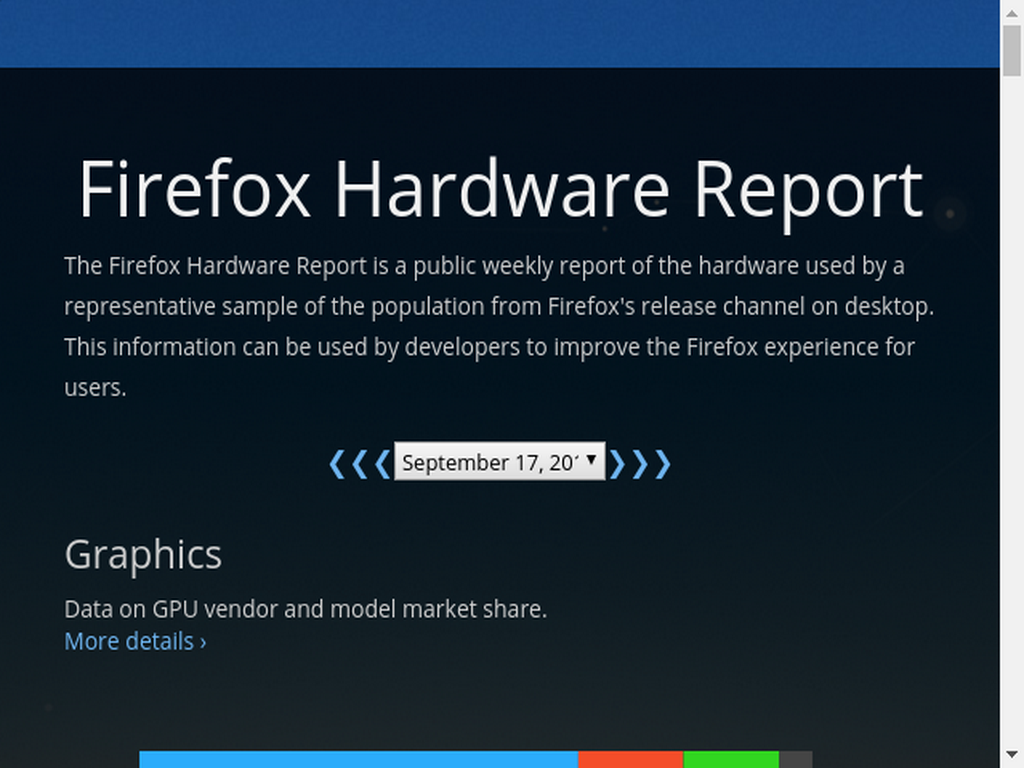 Firefox Hardware Report
The Firefox Hardware Report is a public weekly report of the hardware used by a
representative sample of the population from Firefox's release channel on desktop.
This information can be used by developers to improve the Firefox experience for
users.
❮❮❮ September 17, ▼ ❯❯❯
Graphics
Data on GPU vendor and model market share.
More details ›